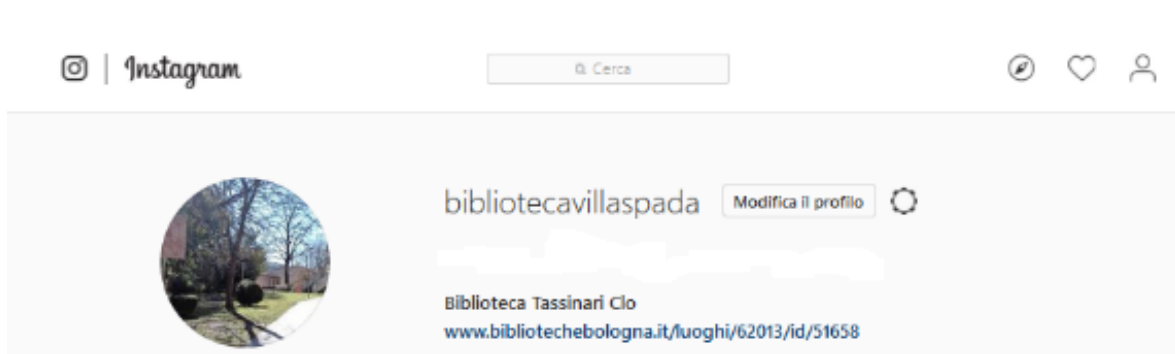 Instagram
Cerca
bibliotecavillaspada Modifica il profilo
Biblioteca Tassinari Clo
www.bibliotechebologna.it/luoghi/62013/id/51658